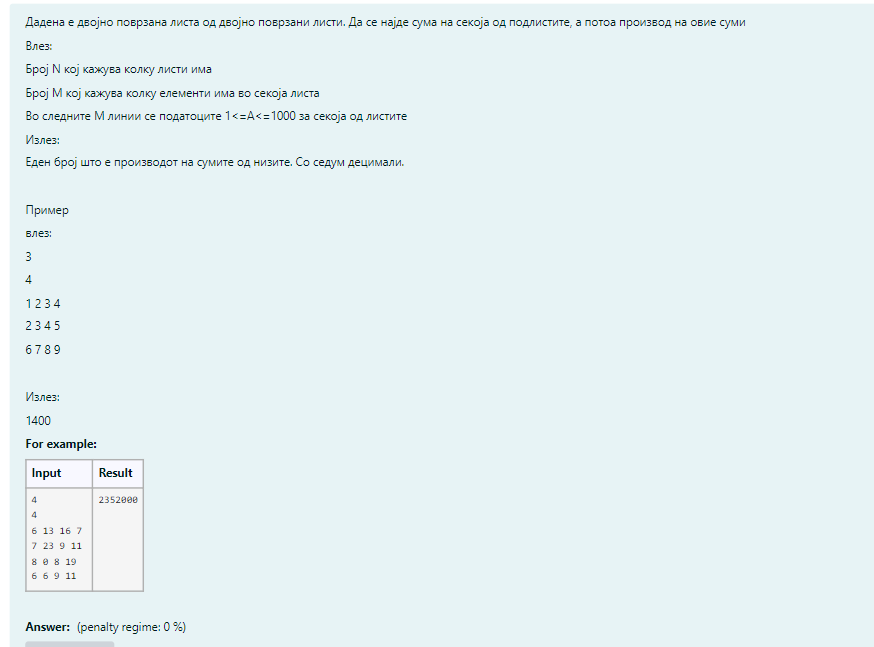 Дадена е двојно поврзана листа од двојно поврзани листи. Да се најде сума на секоја од подлистите, а потоа производ на овие суми
Влез:
Број N кој кажува колку листи има
Број М кој кажува колку елементи има во секоја листа
Во следните М линии се податоците 1<=A<=1000 за секоја од листите
Излез:
Еден број што е производот на сумите од низите. Со седум децимали.
Пример
влез:
3
4
1 2 3 4
2 3 4 5
6 7 8 9
Излез:
1400
For example:
Input Result
4 2352000
4
6 13 16 7
7 23 9 11
8 0 8 19
6 6 9 11
Answer: (penalty regime: 0 %)